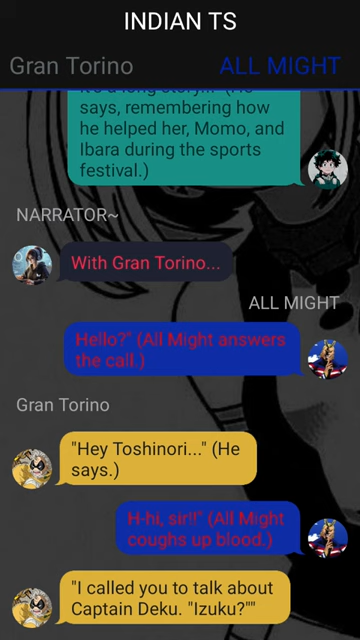 INDIAN TS
Gran Torino ALL MIGHT
says, remembering how
he helped her, Momo, and
Ibara during the sports
festival.)
NARRATOR~
With Gran Torino...
ALL MIGHT
Hello?" (All Might answers
the call.)
Gran Torino
"Hey Toshinori..." (He
says.)
H-hi, sir!!" (All Might
coughs up blood.)
"I called you to talk about
Captain Deku. "Izuku?""